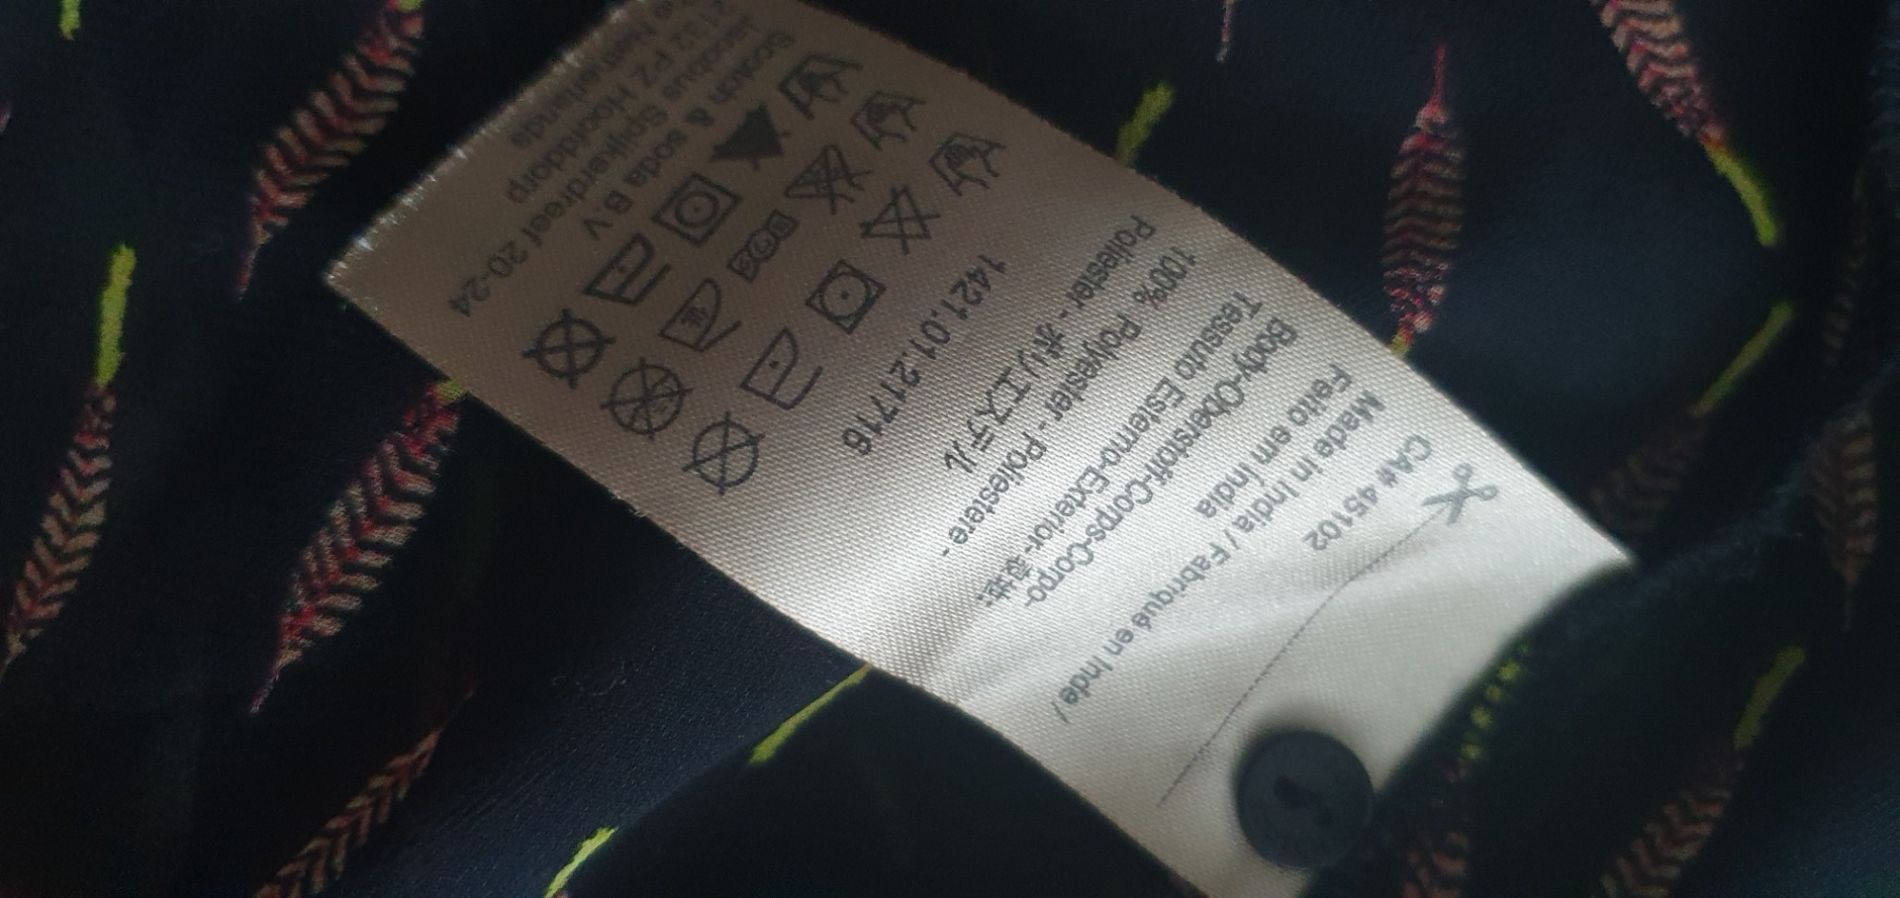 CA# 45102
Made in India / Fabriqué en Inde /
Feito em Índia
Body-Oberstoff-Corps-Corpo-
Tessuto Esterno-Exterior-表地:
100% Polyester - Poliestere -
Poliester - ポリエステル
1421.01.21716
Scotch & soda B V
Jacobus Spijkerdreef 20-24
2132 PZ Hoofddorp
The Netherlands